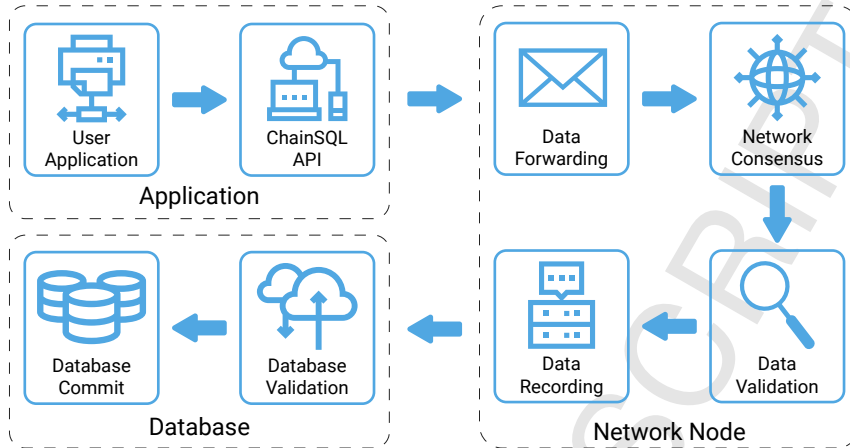 User
Application
ChainSQL
API
Data
Forwarding
Network
Consensus
Application
Database
Commit
Database
Validation
Data
Recording
Data
Validation
Database
Network Node
SCRIPT